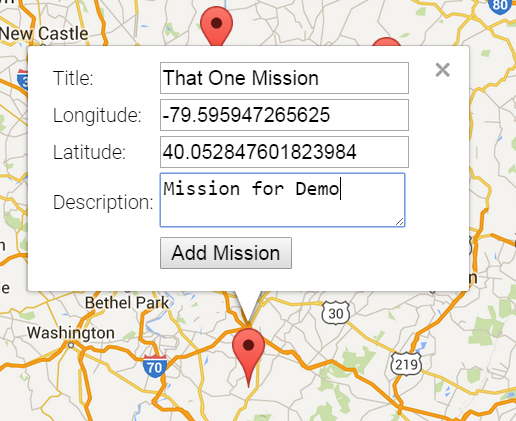 New Castle
80
Title: That One Mission
Longitude: -79.595947265625
Latitude: 40.052847601823984
Description: Mission for Demo
Add Mission
Bethel Park
30
Washington
70
219